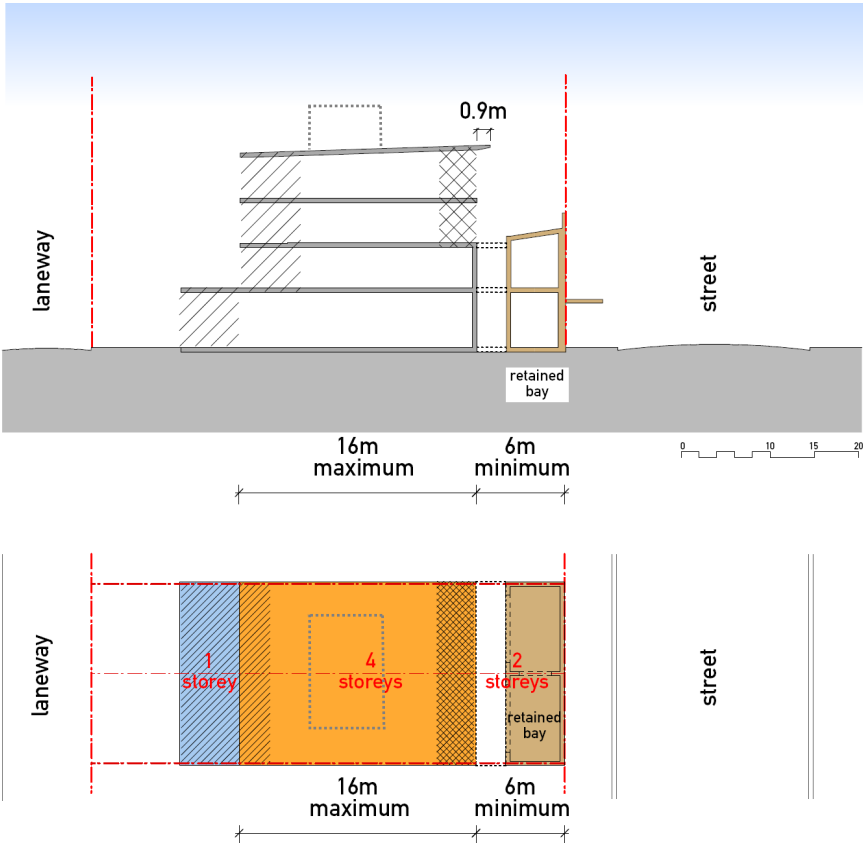 0.9m
laneway
street
retained
bay
16m
maximum
6m
minimum
0 10 15 20
laneway
1
storey
4
storeys
2
storeys
retained
bay
street
16m
maximum
6m
minimum